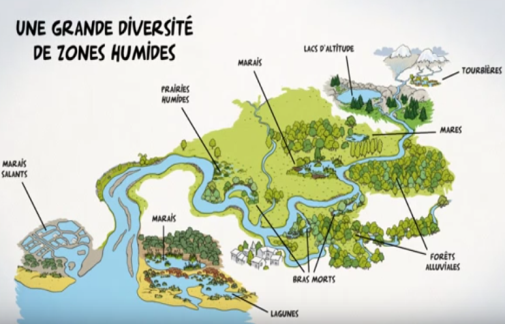 UNE GRANDE DIVERSITÉ
DE ZONES HUMIDES
LACS D'ALTITUDE
MARAIS
TOURBIÈRES
PRAIRIES
HUMIDES
MARES
MARAIS
SALANTS
MARAIS
FORÊTS
ALLUVIALES
BRAS MORTS
LAGUNES